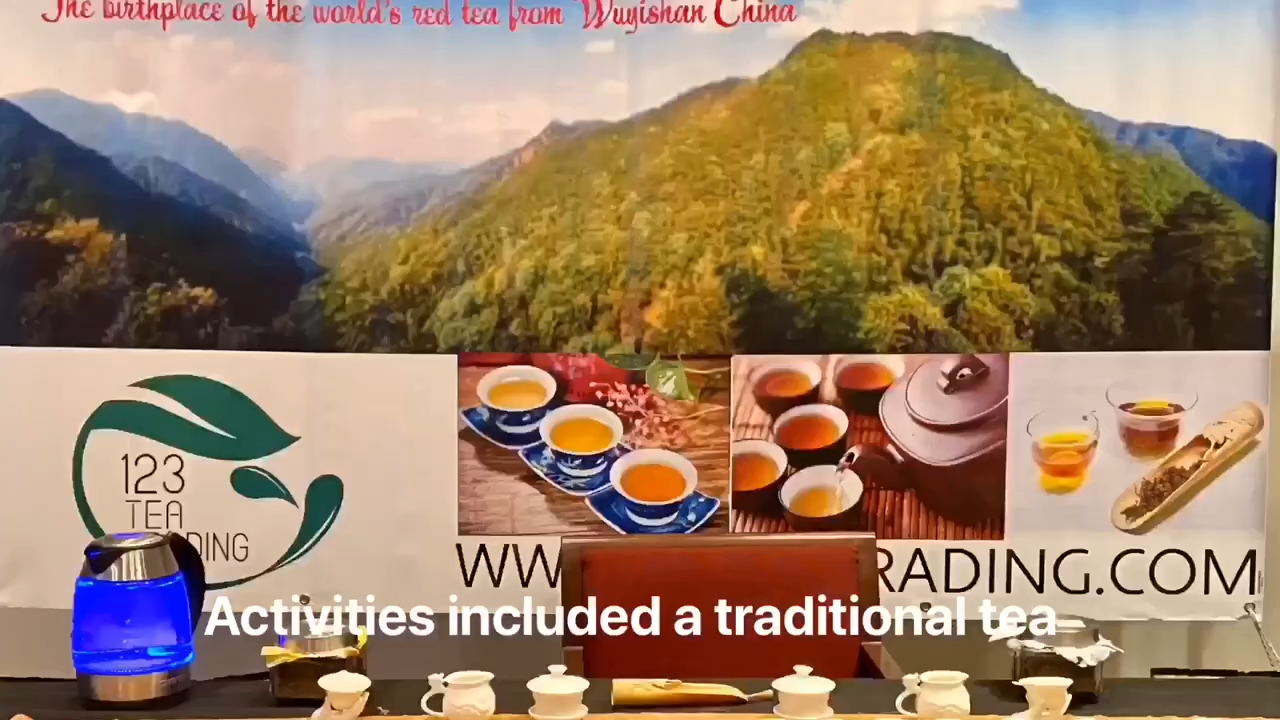 The birthplace of the world's red tea from Wuyishan China
123
TEA
DING
WW RADING.COM
Activities included a traditional tea